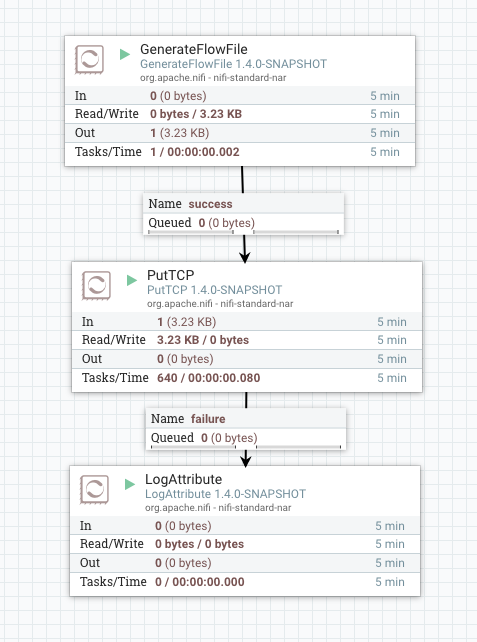 GenerateFlowFile
GenerateFlowFile 1.4.0-SNAPSHOT
org.apache.nifi - nifi-standard-nar
In 0 (0 bytes) 5 min
Read/Write 0 bytes / 3.23 KB 5 min
Out 1 (3.23 KB) 5 min
Tasks/Time 1 / 00:00:00.002 5 min
Name success
Queued 0 (0 bytes)
PutTCP
PutTCP 1.4.0-SNAPSHOT
org.apache.nifi - nifi-standard-nar
In 1 (3.23 KB) 5 min
Read/Write 3.23 KB / 0 bytes 5 min
Out 0 (0 bytes) 5 min
Tasks/Time 640 / 00:00:00.080 5 min
Name failure
Queued 0 (0 bytes)
LogAttribute
LogAttribute 1.4.0-SNAPSHOT
org.apache.nifi - nifi-standard-nar
In 0 (0 bytes) 5 min
Read/Write 0 bytes / 0 bytes 5 min
Out 0 (0 bytes) 5 min
Tasks/Time 0 / 00:00:00.000 5 min